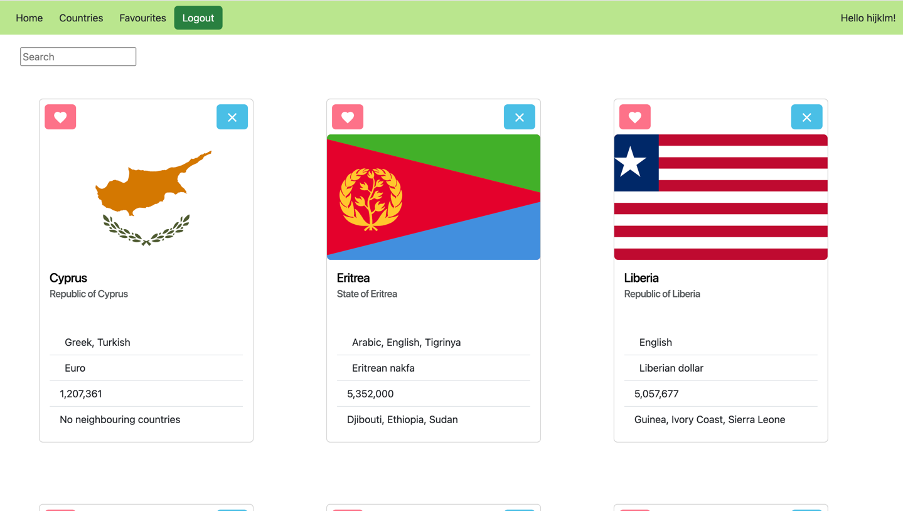 Home Countries Favourites Logout Hello hijklm!
Search
Cyprus
Republic of Cyprus
Greek, Turkish
Euro
1,207,361
No neighbouring countries
Eritrea
State of Eritrea
Arabic, English, Tigrinya
Eritrean nakfa
5,352,000
Djibouti, Ethiopia, Sudan
Liberia
Republic of Liberia
English
Liberian dollar
5,057,677
Guinea, Ivory Coast, Sierra Leone